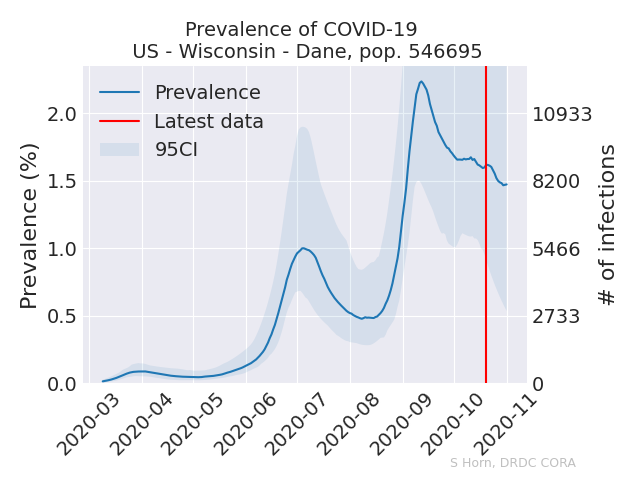 Prevalence of COVID-19
US - Wisconsin - Dane, pop. 546695
Prevalence
Latest data
95CI
Prevalence (%)
2.0
1.5
1.0
0.5
0.0
10933
8200
5466
2733
0
# of infections
2020-03
2020-04
2020-05
2020-06
2020-07
2020-08
2020-09
2020-10
2020-11
S Horn, DRDC CORA